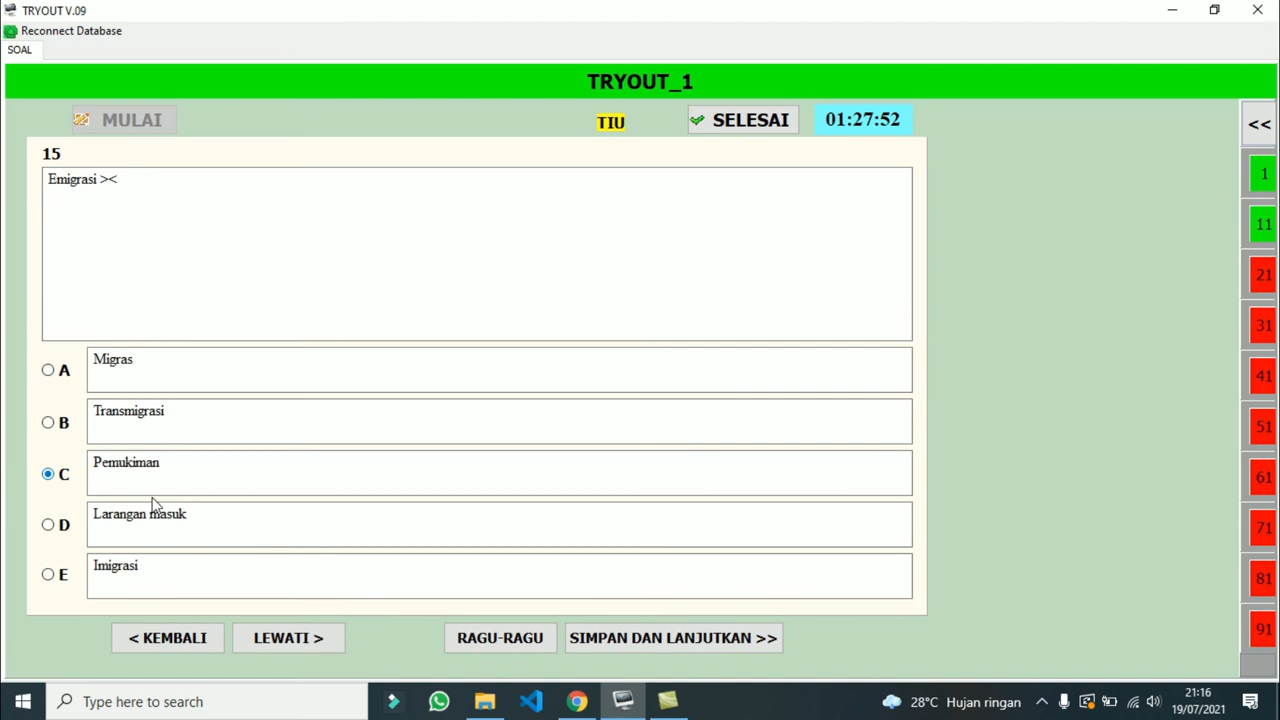 TRYOUT V.09
Reconnect Database
SOAL
TRYOUT_1
MULAI
TIU
SELESAI
01:27:52
<<
15
Emigrasi ><
A Migras
B Transmigrasi
C Pemukiman
D Larangan masuk
E Imigrasi
1
11
21
31
41
51
61
71
81
91
< KEMBALI
LEWATI >
RAGU-RAGU
SIMPAN DAN LANJUTKAN >>
Type here to search
28°C Hujan ringan
21:16
19/07/2021